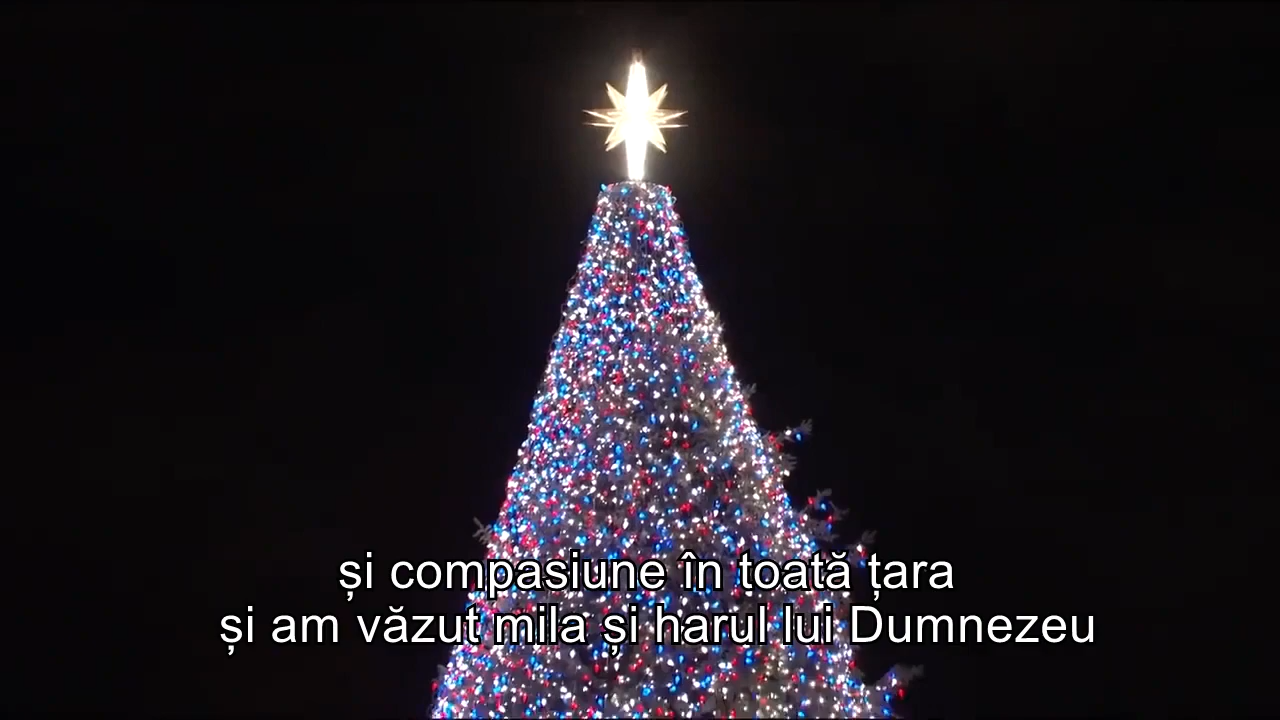 și compasiune în toată țara
și am văzut mila și harul lui Dumnezeu